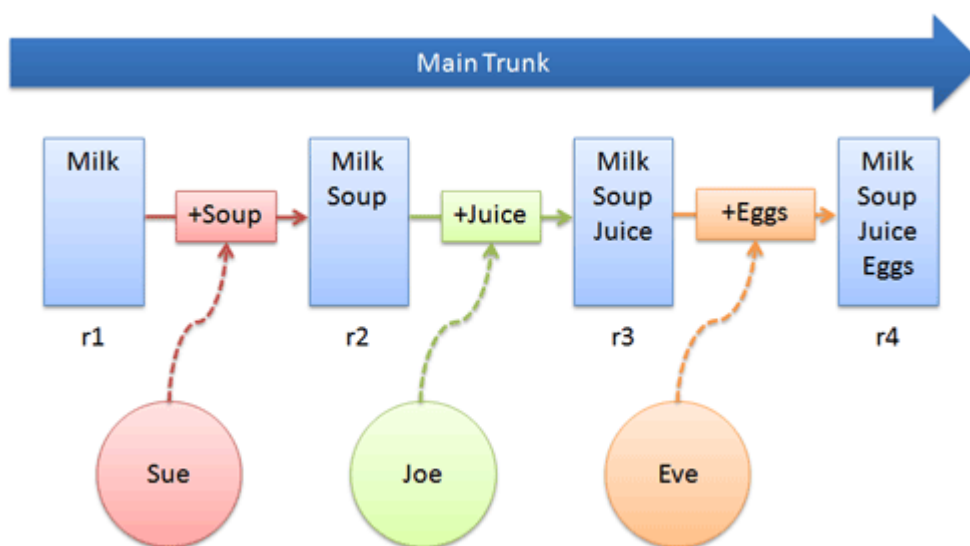 Main Trunk
Milk
+Soup
Milk
Soup
+Juice
Milk
Soup
Juice
+Eggs
Milk
Soup
Juice
Eggs
r1
r2
r3
r4
Sue
Joe
Eve